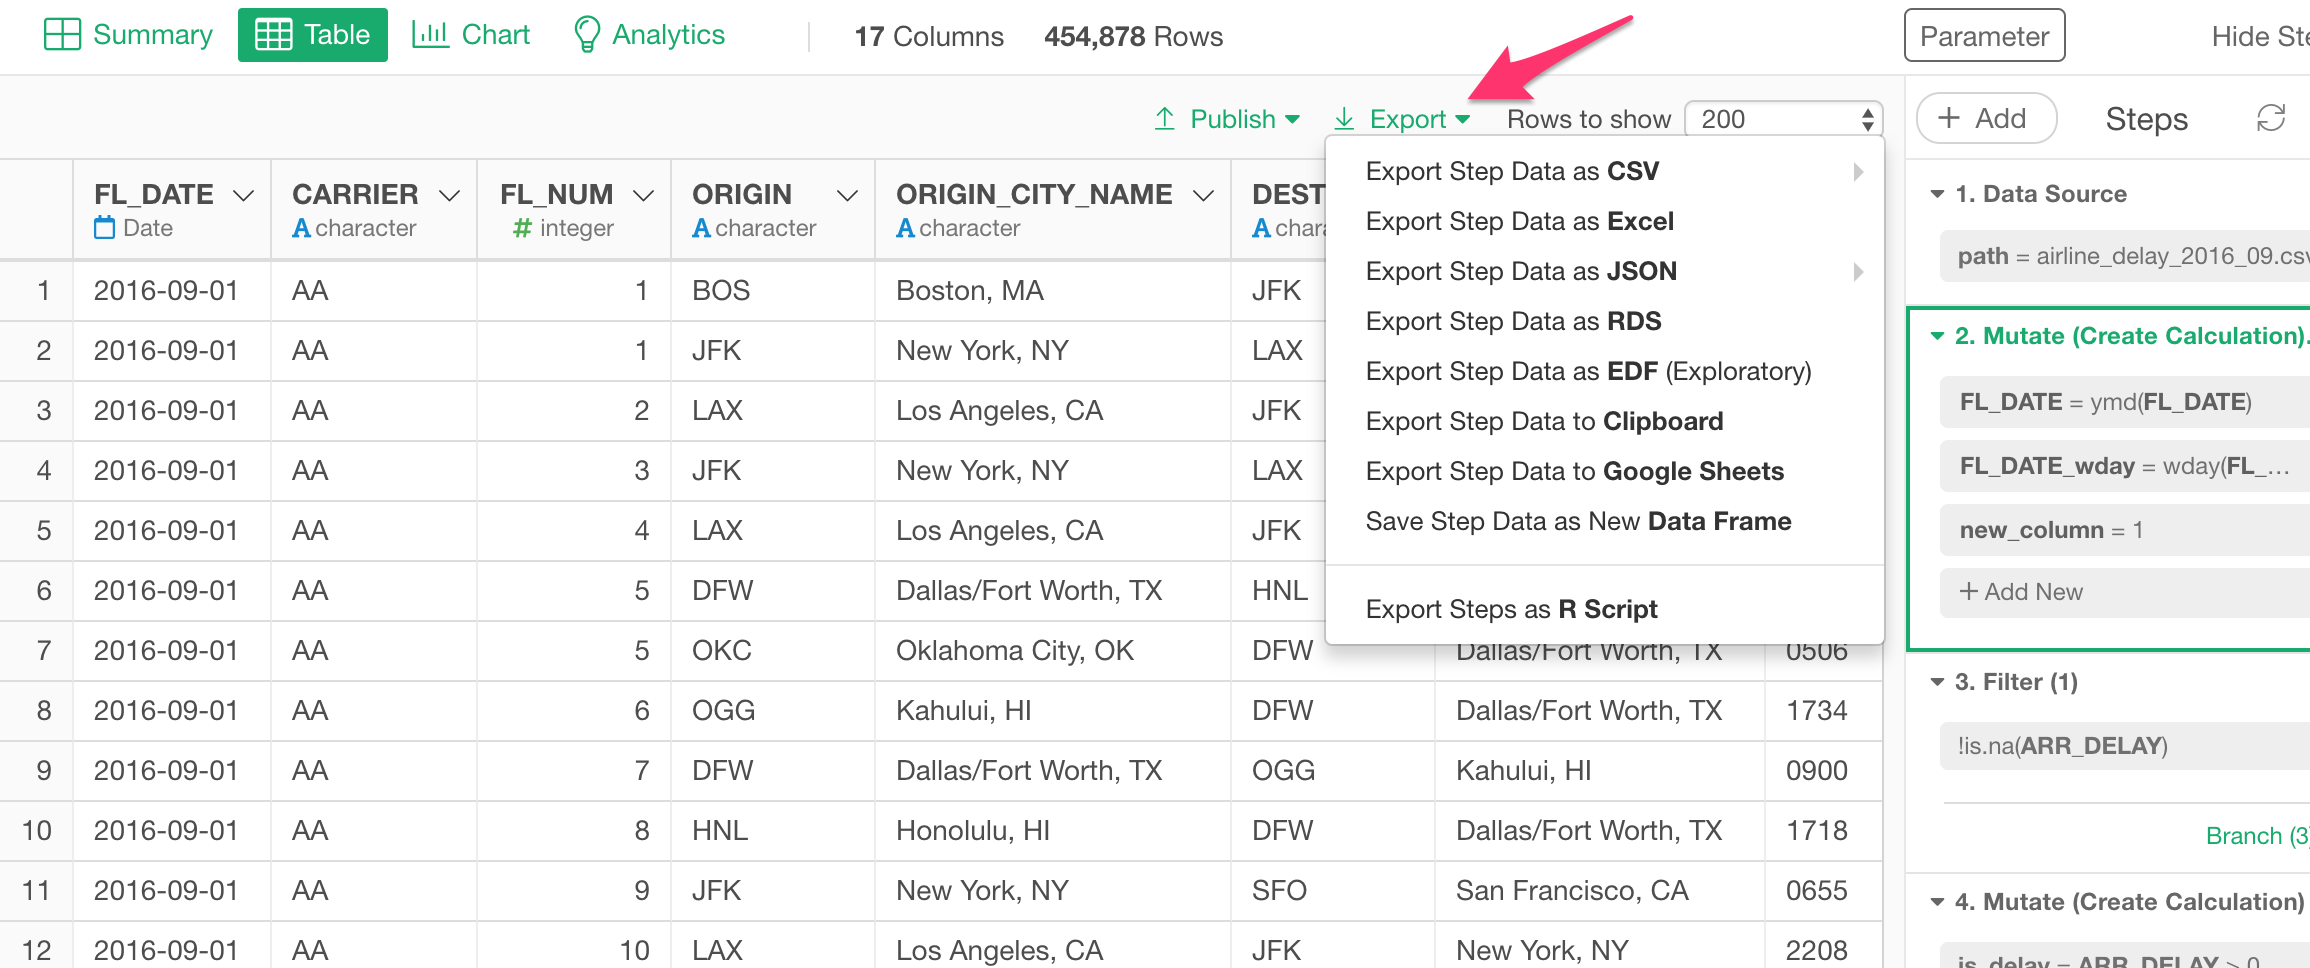 Summary Table Chart Analytics 17 Columns 454,878 Rows Parameter Hide Ste
Publish Export Rows to show 200
+ Add Steps
Export Step Data as CSV
Export Step Data as Excel
Export Step Data as JSON
Export Step Data as RDS
Export Step Data as EDF (Exploratory)
Export Step Data to Clipboard
Export Step Data to Google Sheets
Save Step Data as New Data Frame
Export Steps as R Script
FL_DATE CARRIER FL_NUM ORIGIN ORIGIN_CITY_NAME DEST
Date A character # integer A character A character A chara
1 2016-09-01 AA 1 BOS Boston, MA JFK
2 2016-09-01 AA 1 JFK New York, NY LAX
3 2016-09-01 AA 2 LAX Los Angeles, CA JFK
4 2016-09-01 AA 3 JFK New York, NY LAX
5 2016-09-01 AA 4 LAX Los Angeles, CA JFK
6 2016-09-01 AA 5 DFW Dallas/Fort Worth, TX HNL
7 2016-09-01 AA 5 OKC Oklahoma City, OK DFW Dallas/Fort Worth, TX 0506
8 2016-09-01 AA 6 OGG Kahului, HI DFW Dallas/Fort Worth, TX 1734
9 2016-09-01 AA 7 DFW Dallas/Fort Worth, TX OGG Kahului, HI 0900
10 2016-09-01 AA 8 HNL Honolulu, HI DFW Dallas/Fort Worth, TX 1718
11 2016-09-01 AA 9 JFK New York, NY SFO San Francisco, CA 0655
12 2016-09-01 AA 10 LAX Los Angeles, CA JFK New York, NY 2208
1. Data Source
path = airline_delay_2016_09.csv
2. Mutate (Create Calculation).
FL_DATE = ymd(FL_DATE)
FL_DATE_wday = wday(FL_...
new_column = 1
+ Add New
3. Filter (1)
!is.na(ARR_DELAY)
Branch (3)
4. Mutate (Create Calculation)
is_delay = ARR_DELAY > 0